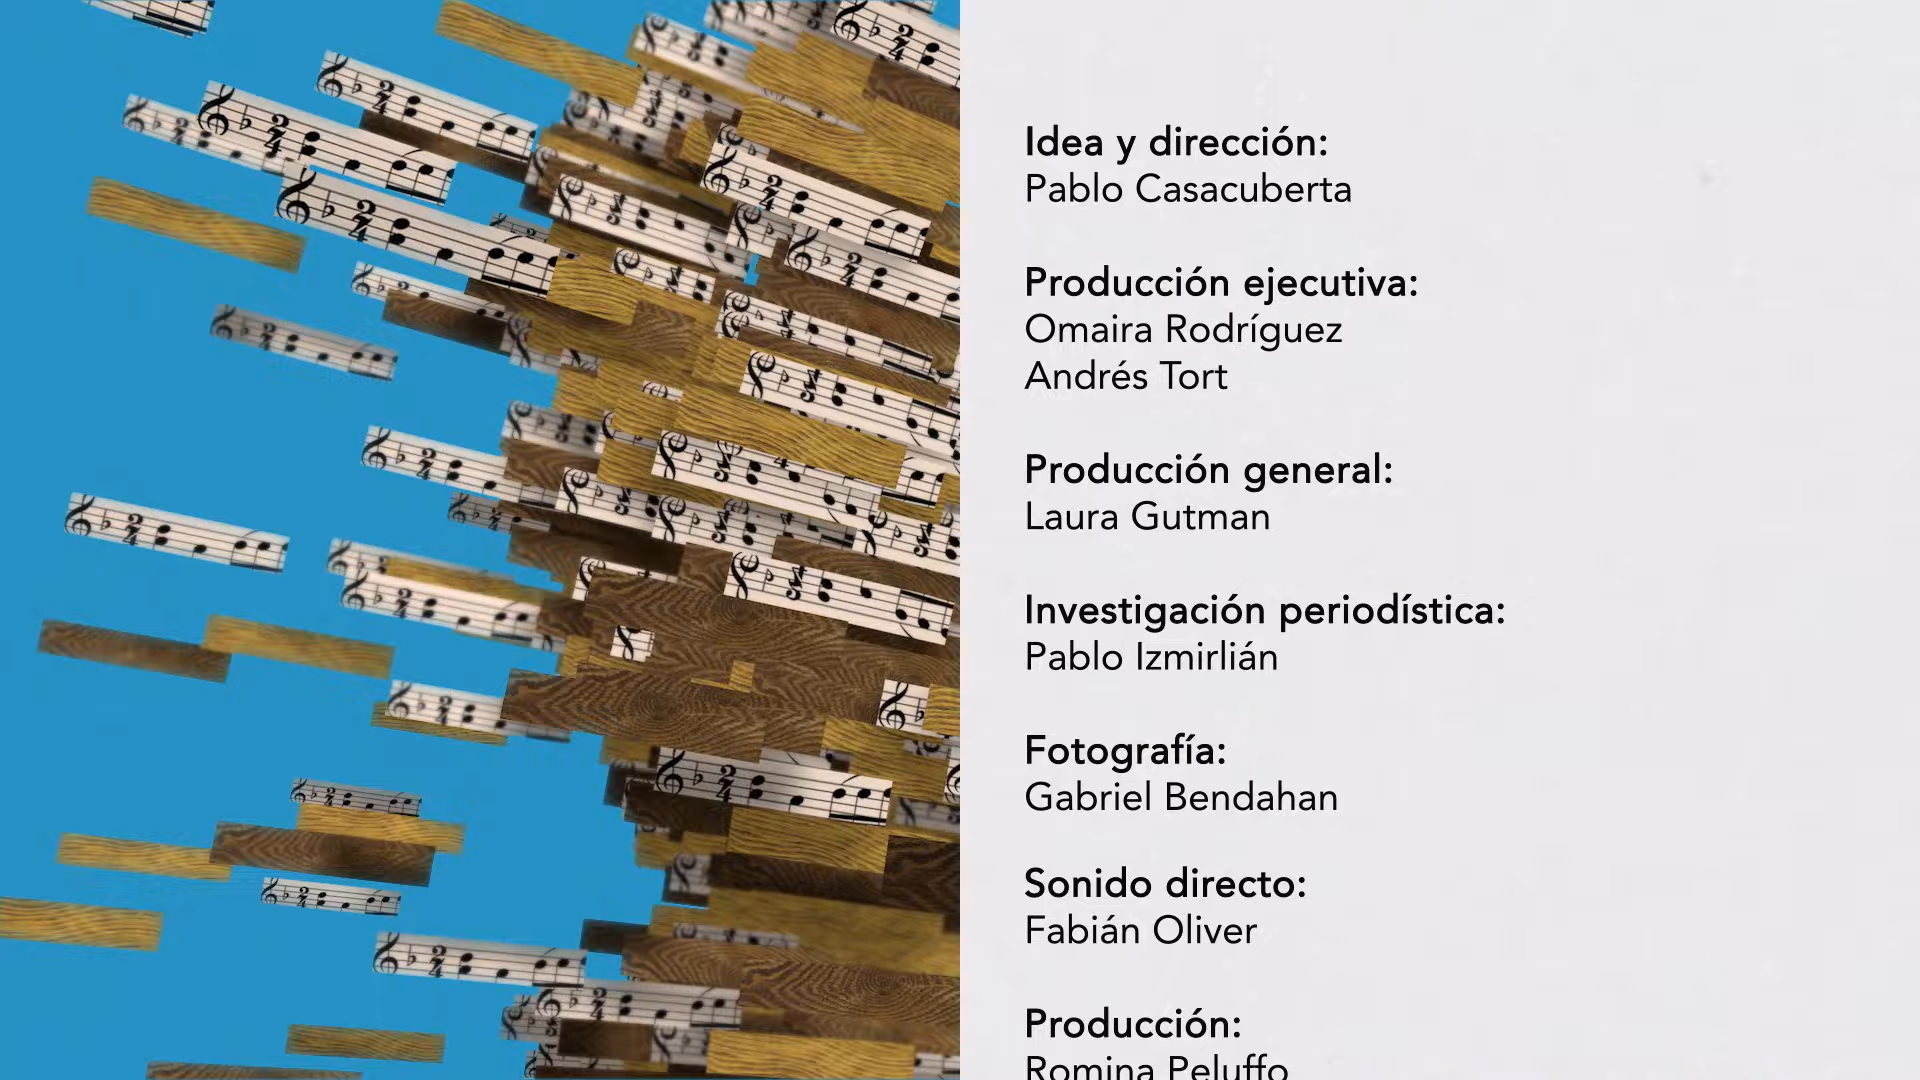 Idea y dirección:
Pablo Casacuberta
Producción ejecutiva:
Omaira Rodríguez
Andrés Tort
Producción general:
Laura Gutman
Investigación periodística:
Pablo Izmirlián
Fotografía:
Gabriel Bendahan
Sonido directo:
Fabián Oliver
Producción:
Romina Peluffo